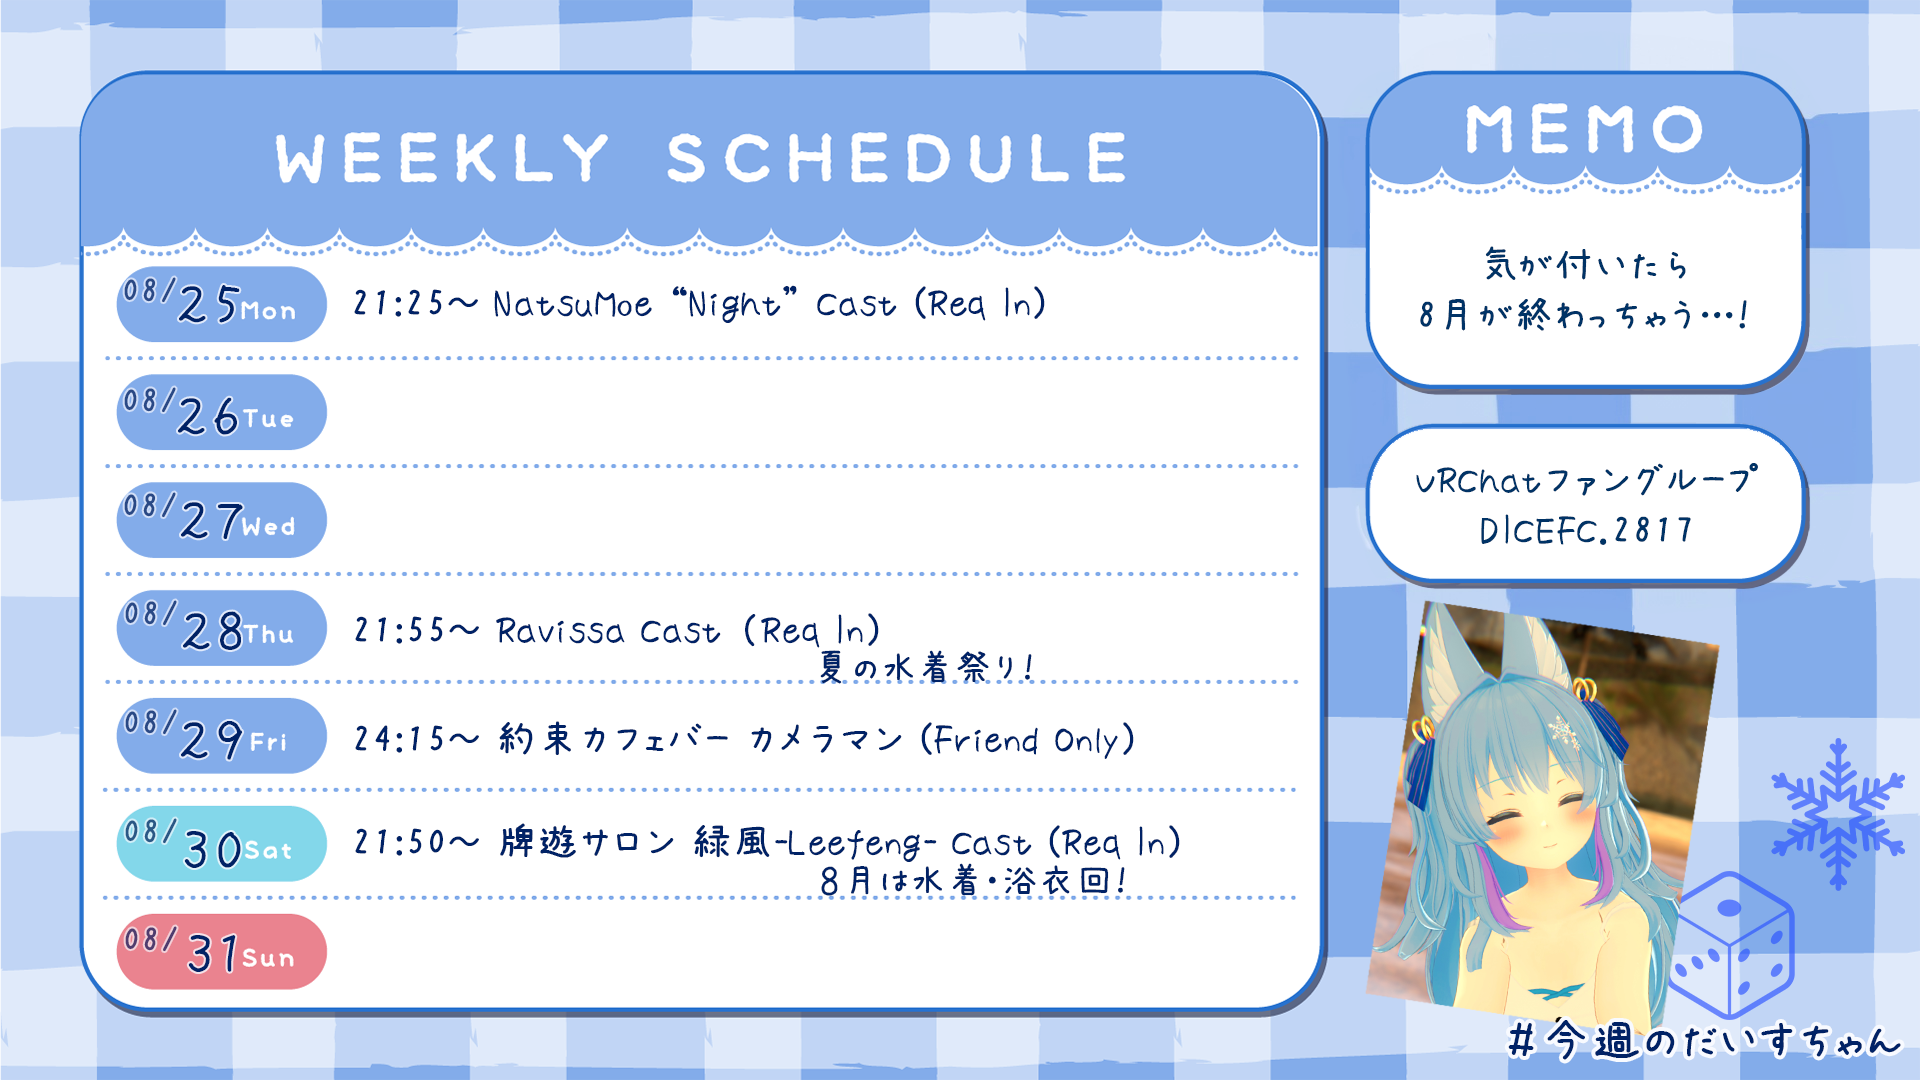 WEEKLY SCHEDULE
08/25Mon 21:25～ NatsuMoe “Night” Cast (Req In)
08/26Tue
08/27Wed
08/28Thu 21:55～ Ravissa Cast (Req In)
夏の水着祭り!
08/29Fri 24:15～ 約束カフェバー カメラマン (Friend Only)
08/30Sat 21:50～ 牌遊サロン 緑風-Leefeng- Cast (Req In)
8月は水着・浴衣回!
08/31Sun
MEMO
気が付いたら
8月が終わっちゃう…!
VRChatファングループ
DICEFC.2817
#今週のだいすちゃん